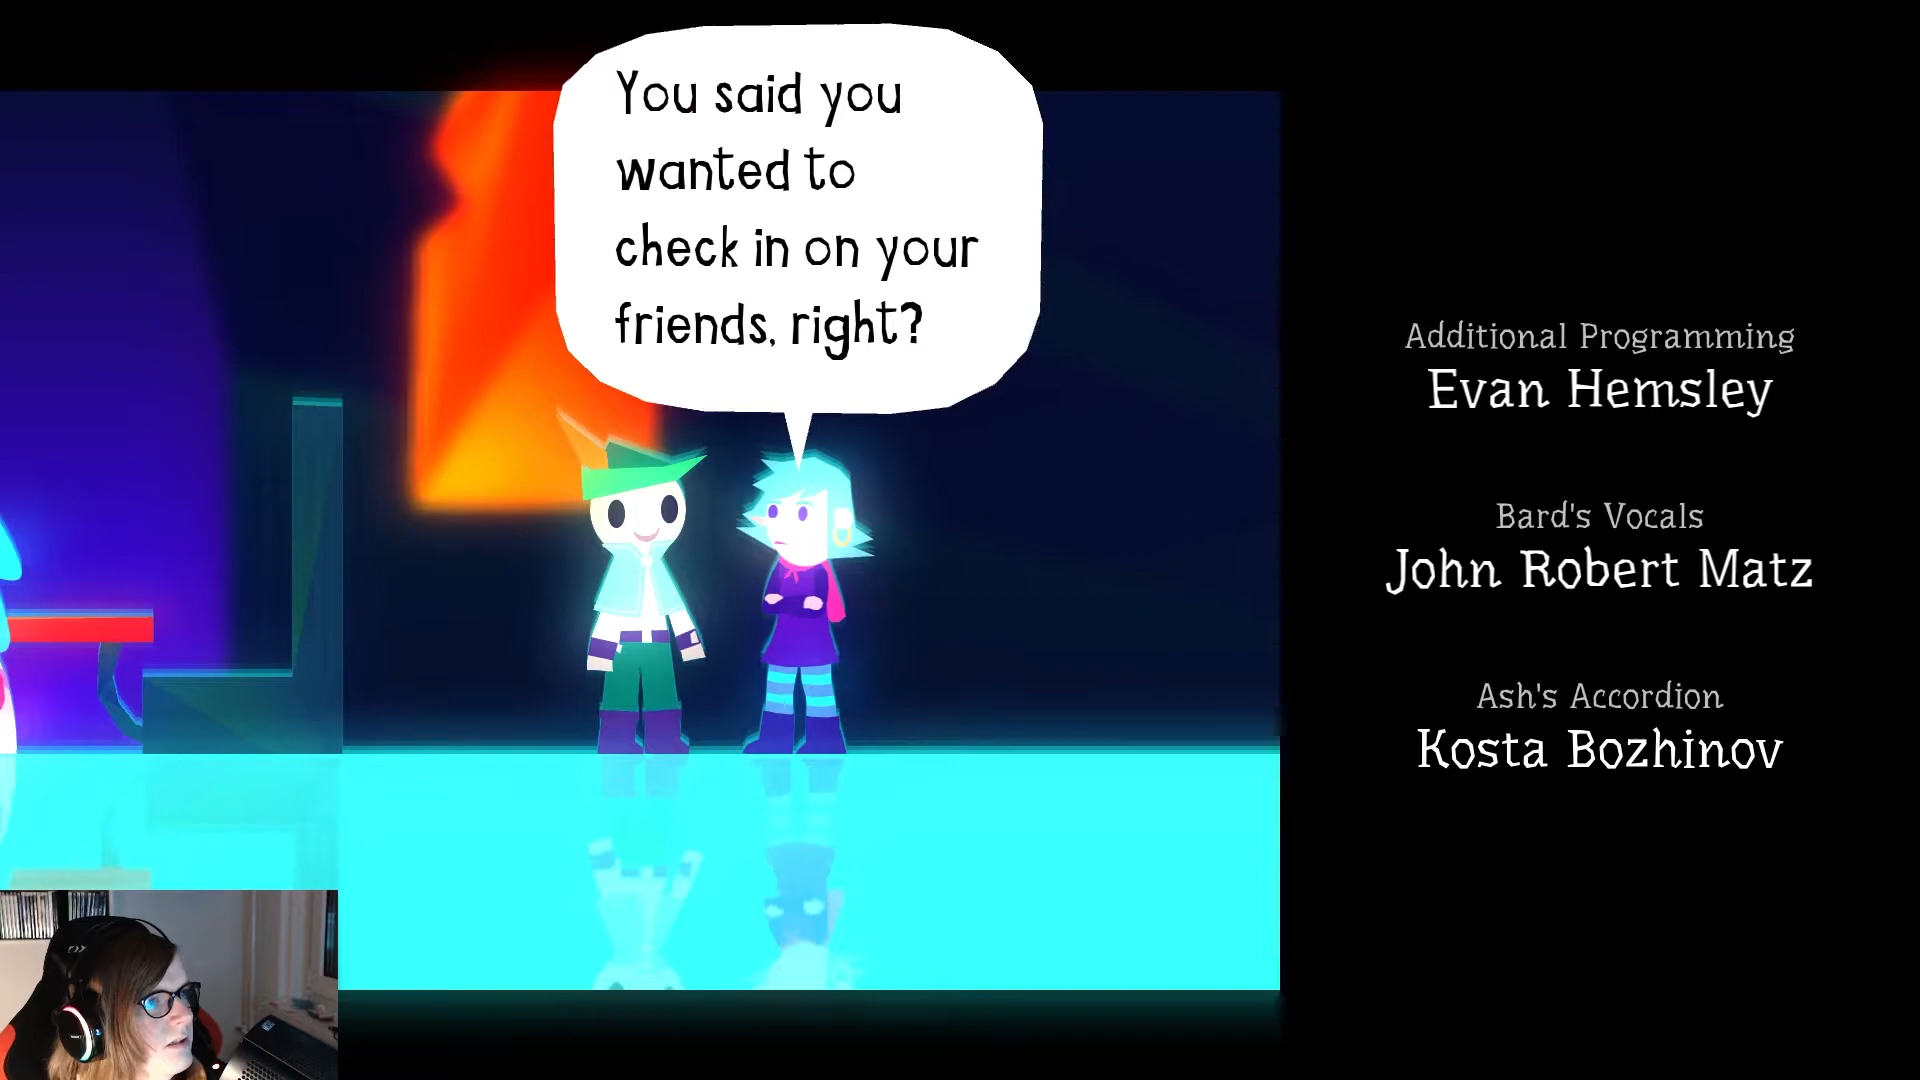 You said you
wanted to
check in on your
friends, right?
Additional Programming
Evan Hemsley
Bard's Vocals
John Robert Matz
Ash's Accordion
Kosta Bozhinov